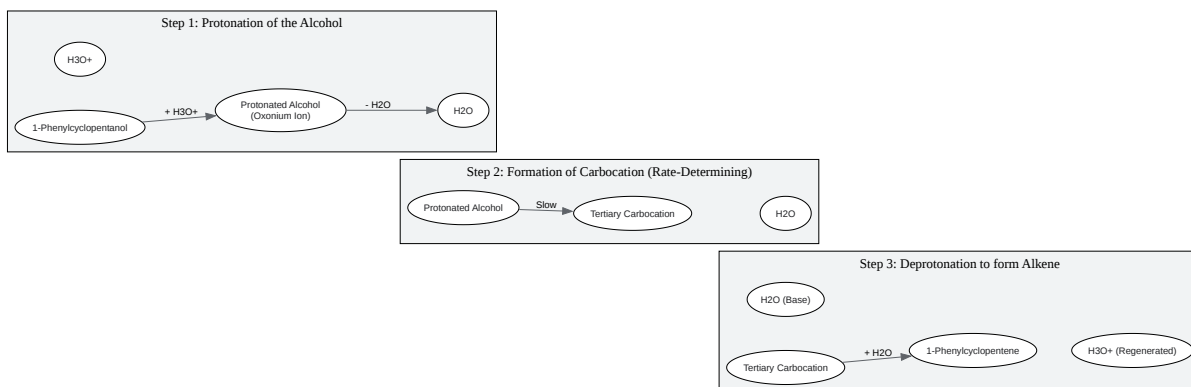 Step 1: Protonation of the Alcohol
H3O+
1-Phenylcyclopentanol
+ H3O+
Protonated Alcohol
(Oxonium Ion)
- H2O
H2O
Step 2: Formation of Carbocation (Rate-Determining)
Protonated Alcohol
Slow
Tertiary Carbocation
H2O
Step 3: Deprotonation to form Alkene
H2O (Base)
Tertiary Carbocation
+ H2O
1-Phenylcyclopentene
H3O+ (Regenerated)